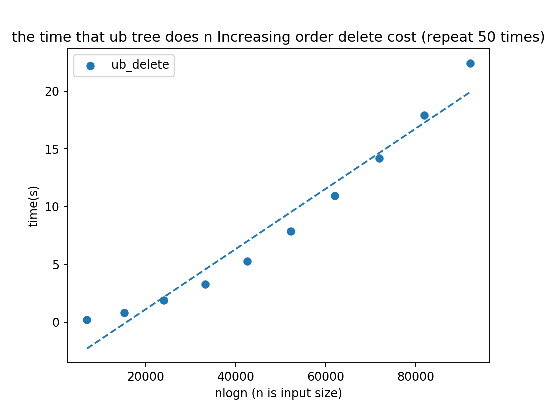 the time that ub tree does n Increasing order delete cost (repeat 50 times)
ub_delete
20
15
10
5
0
time(s)
20000 40000 60000 80000
nlogn (n is input size)